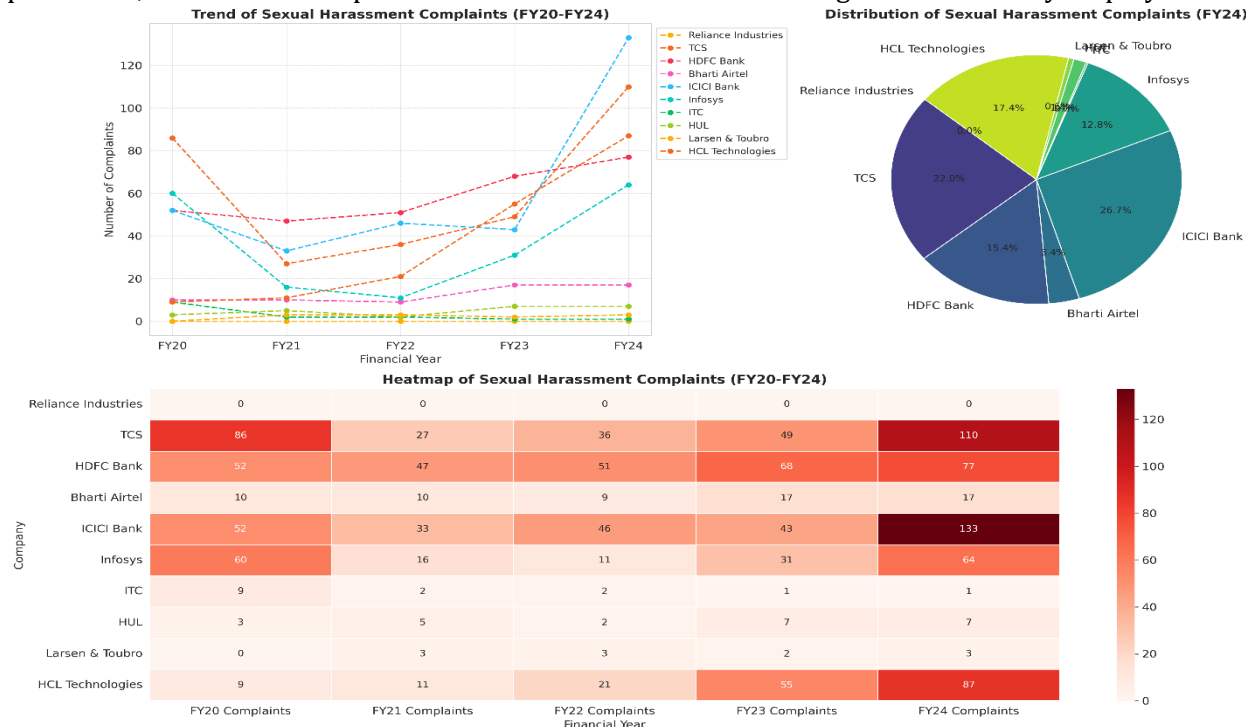 Trend of Sexual Harassment Complaints (FY20-FY24)
Number of Complaints
120
100
80
60
40
20
0
FY20 FY21 FY22 FY23 FY24
Financial Year
Reliance Industries
TCS
HDFC Bank
Bharti Airtel
ICICI Bank
Infosys
ITC
HUL
Larsen & Toubro
HCL Technologies
Distribution of Sexual Harassment Complaints (FY24)
HCL Technologies
Larsen & Toubro
Infosys
Reliance Industries
TCS
HDFC Bank
Bharti Airtel
ICICI Bank
17.4%
12.8%
0.0%
22.0%
26.7%
15.4%
3.4%
Heatmap of Sexual Harassment Complaints (FY20-FY24)
Company
Reliance Industries 0 0 0 0 0
TCS 86 27 36 49 110
HDFC Bank 52 47 51 68 77
Bharti Airtel 10 10 9 17 17
ICICI Bank 52 33 46 43 133
Infosys 60 16 11 31 64
ITC 9 2 2 1 1
HUL 3 5 2 7 7
Larsen & Toubro 0 3 3 2 3
HCL Technologies 9 11 21 55 87
FY20 Complaints FY21 Complaints FY22 Complaints FY23 Complaints FY24 Complaints
Financial Year
120
100
80
60
40
20
0